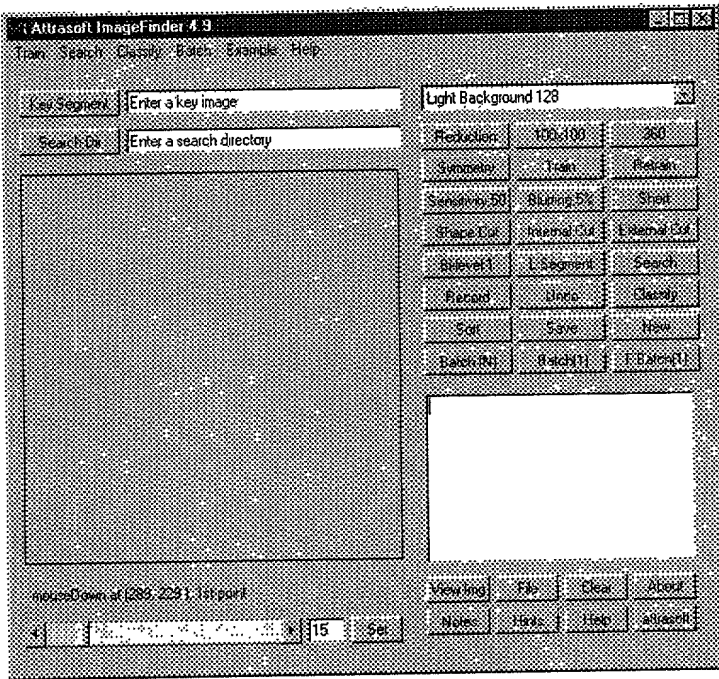 Attrasoft ImageFinder 4.9
Train Search Classify Batch Example Help
Key Segment Enter a key image Light Background 128
Search Dir Enter a search directory
Reduction 100x100 360
Symmetry Train Retrain
Sensitivity 50 Blurring 5% Short
Shape Cut Internal Cut External Cut
L Segment Search
Record Undo Classify
Sort Save New
Batch (N) Batch(1) F Batch(1)
mouseDown at (289, 229), 1st point
15 Set
View Img File Clear About
Notes Hints Help attrasoft